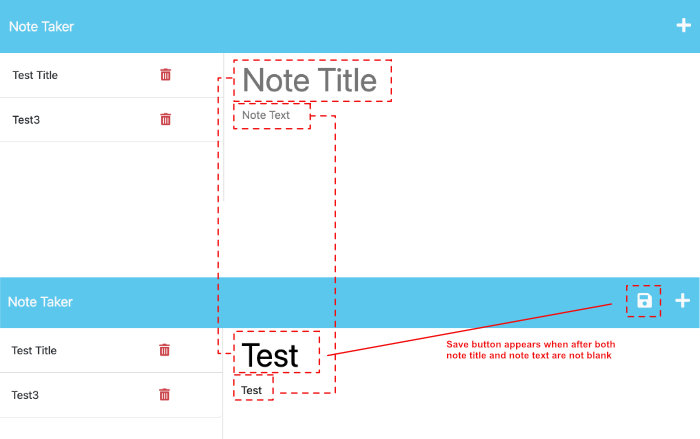 Note Taker
Test Title
Test3
Note Title
Note Text
Note Taker
Test Title
Test3
Test
Test
Save button appears when after both
note title and note text are not blank